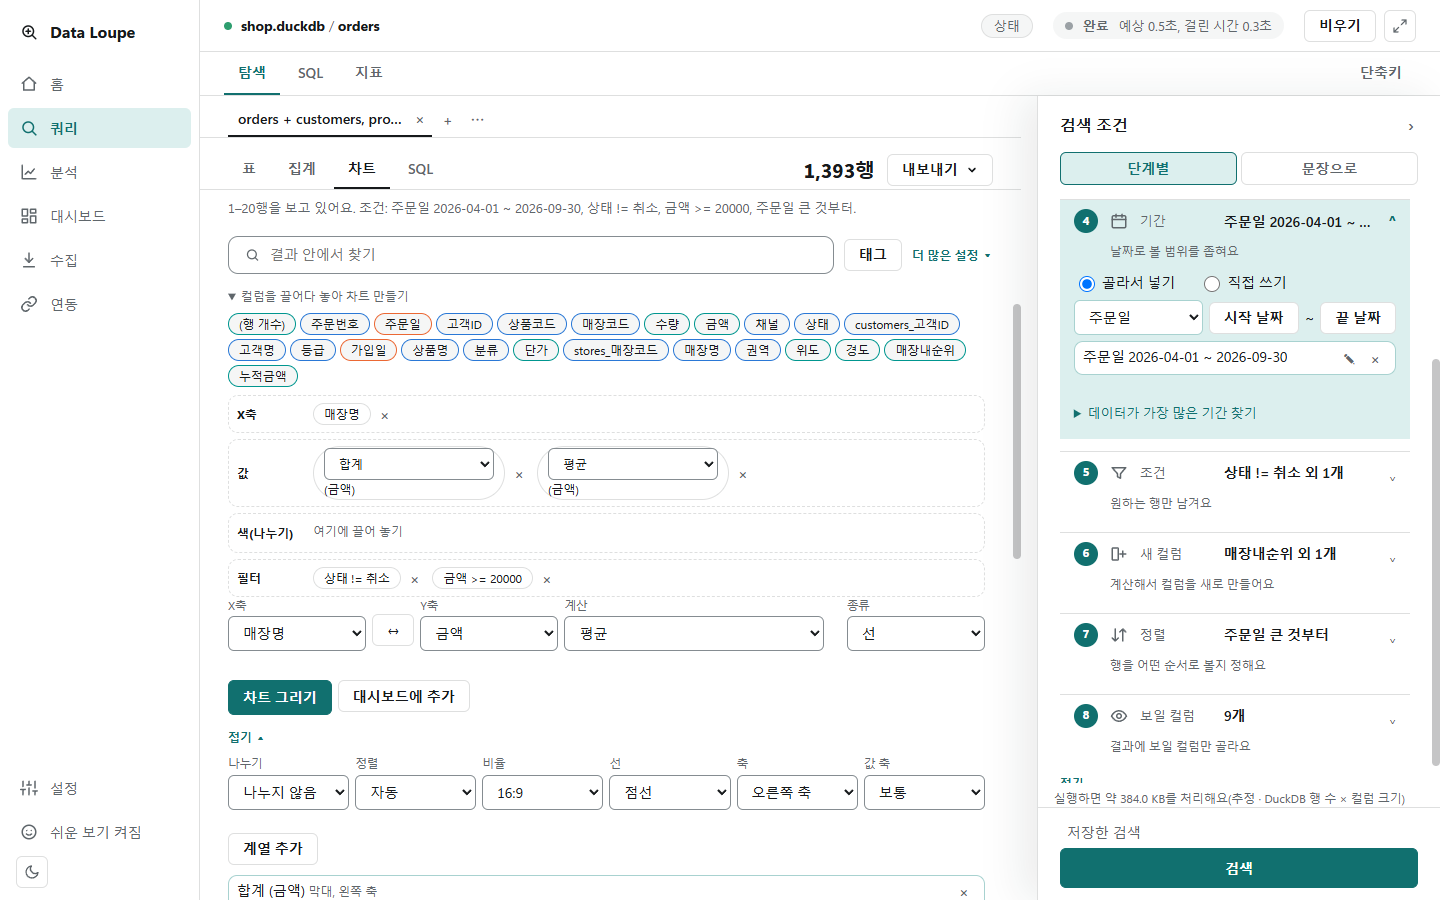 Data Loupe
홈
쿼리
분석
대시보드
수집
연동
설정
쉬운 보기 켜짐
shop.duckdb / orders
상태
완료 예상 0.5초, 걸린 시간 0.3초
비우기
탐색 SQL 지표
단축키
orders + customers, pro... × + ···
표 집계 차트 SQL
1,393행
내보내기
1–20행을 보고 있어요. 조건: 주문일 2026-04-01 ~ 2026-09-30, 상태 != 취소, 금액 >= 20000, 주문일 큰 것부터.
결과 안에서 찾기
태그
더 많은 설정
▼ 컬럼을 끌어다 놓아 차트 만들기
(행 개수) 주문번호 주문일 고객ID 상품코드 매장코드 수량 금액 채널 상태 customers_고객ID
고객명 등급 가입일 상품명 분류 단가 stores_매장코드 매장명 권역 위도 경도 매장내순위
누적금액
X축 매장명 ×
값 합계 (금액) × 평균 (금액) ×
색(나누기) 여기에 끌어 놓기
필터 상태 != 취소 × 금액 >= 20000 ×
X축 Y축 계산 종류
매장명 ↔ 금액 평균 선
차트 그리기 대시보드에 추가
접기
나누기 정렬 비율 선 축 값 축
나누지 않음 자동 16:9 점선 오른쪽 축 보통
계열 추가
합계 (금액) 막대, 왼쪽 축 ×
검색 조건
단계별 문장으로
4 기간 주문일 2026-04-01 ~ ...
날짜로 볼 범위를 좁혀요
골라서 넣기 직접 쓰기
주문일 시작 날짜 ~ 끝 날짜
주문일 2026-04-01 ~ 2026-09-30 ×
▶ 데이터가 가장 많은 기간 찾기
5 조건 상태 != 취소 외 1개
원하는 행만 남겨요
6 새 컬럼 매장내순위 외 1개
계산해서 컬럼을 새로 만들어요
7 정렬 주문일 큰 것부터
행을 어떤 순서로 볼지 정해요
8 보일 컬럼 9개
결과에 보일 컬럼만 골라요
실행하면 약 384.0 KB를 처리해요(추정 · DuckDB 행 수 × 컬럼 크기)
저장한 검색
검색